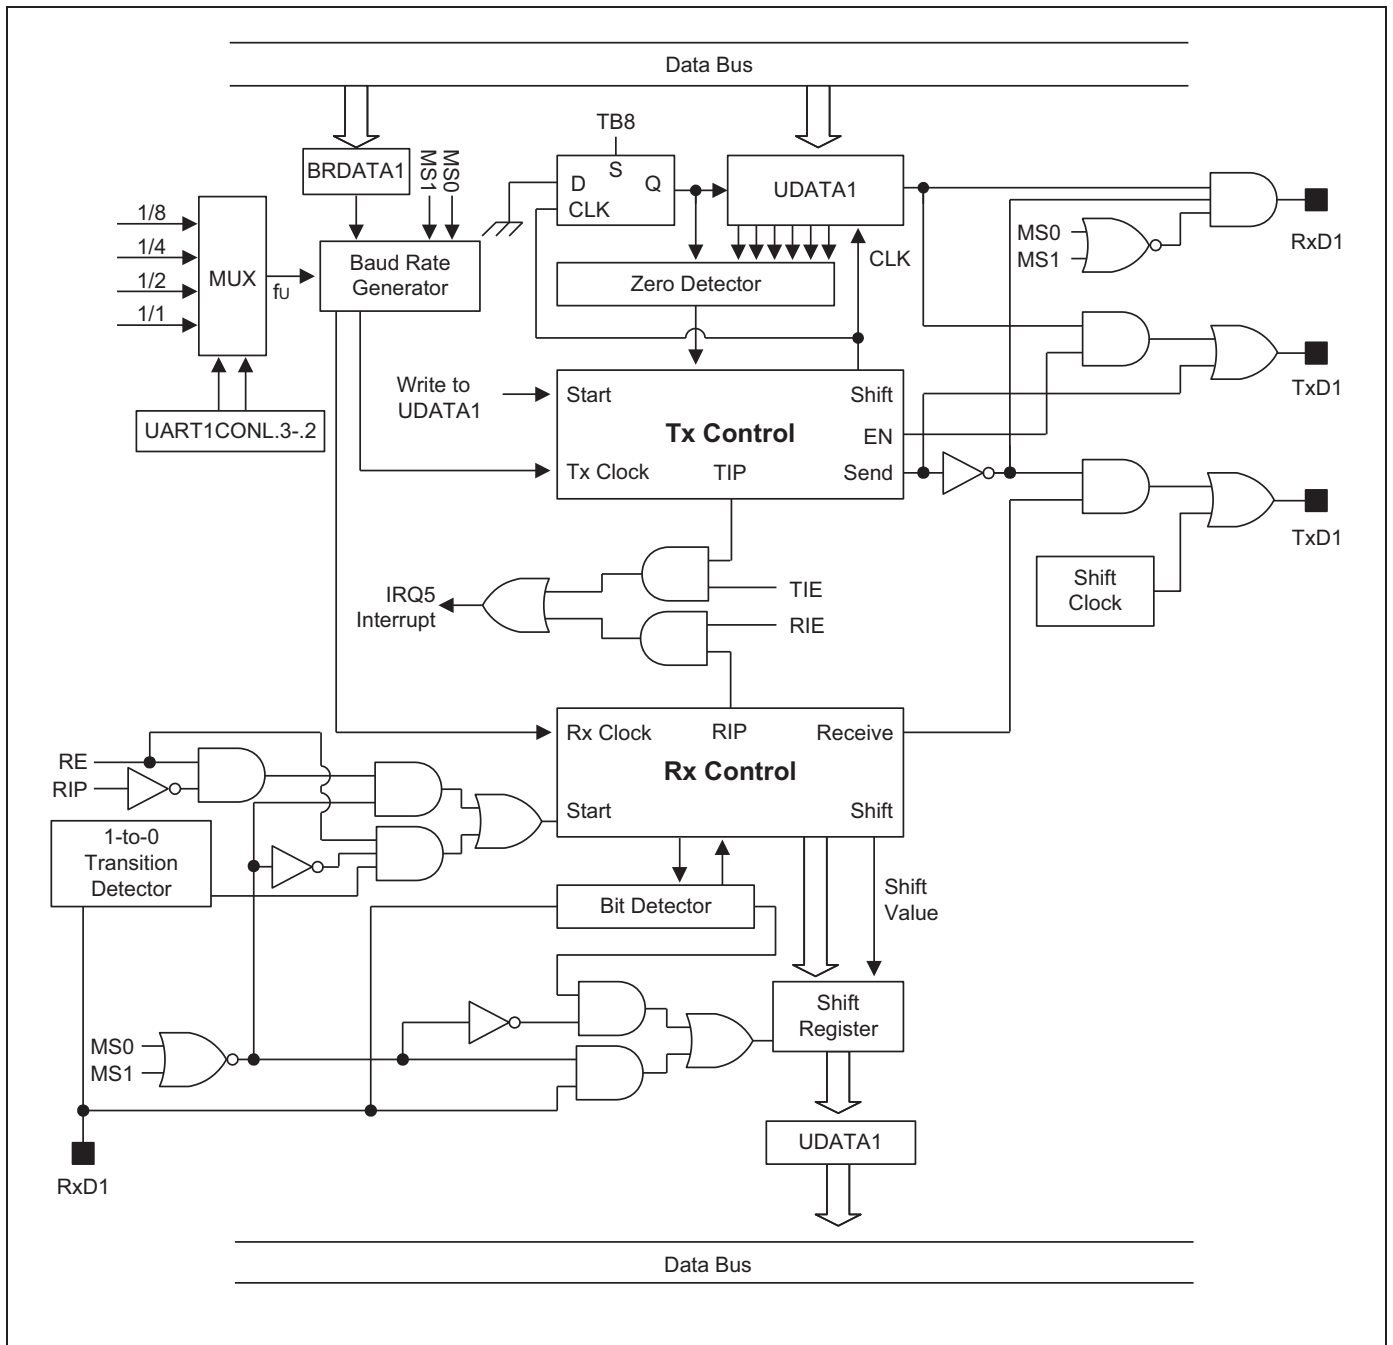 Data Bus
TB8
BRDATA1
MS1
MS0
D
S
Q
CLK
UDATA1
1/8
1/4
1/2
1/1
MUX
fU
Baud Rate
Generator
CLK
Zero Detector
MS0
MS1
RxD1
UART1CONL.3-.2
Write to
UDATA1
Start
Shift
Tx Control
EN
Tx Clock
TIP
Send
TxD1
TxD1
Shift
Clock
IRQ5
Interrupt
TIE
RIE
RE
RIP
Rx Clock
RIP
Receive
Rx Control
Start
Shift
1-to-0
Transition
Detector
Bit Detector
Shift
Value
Shift
Register
MS0
MS1
UDATA1
RxD1
Data Bus